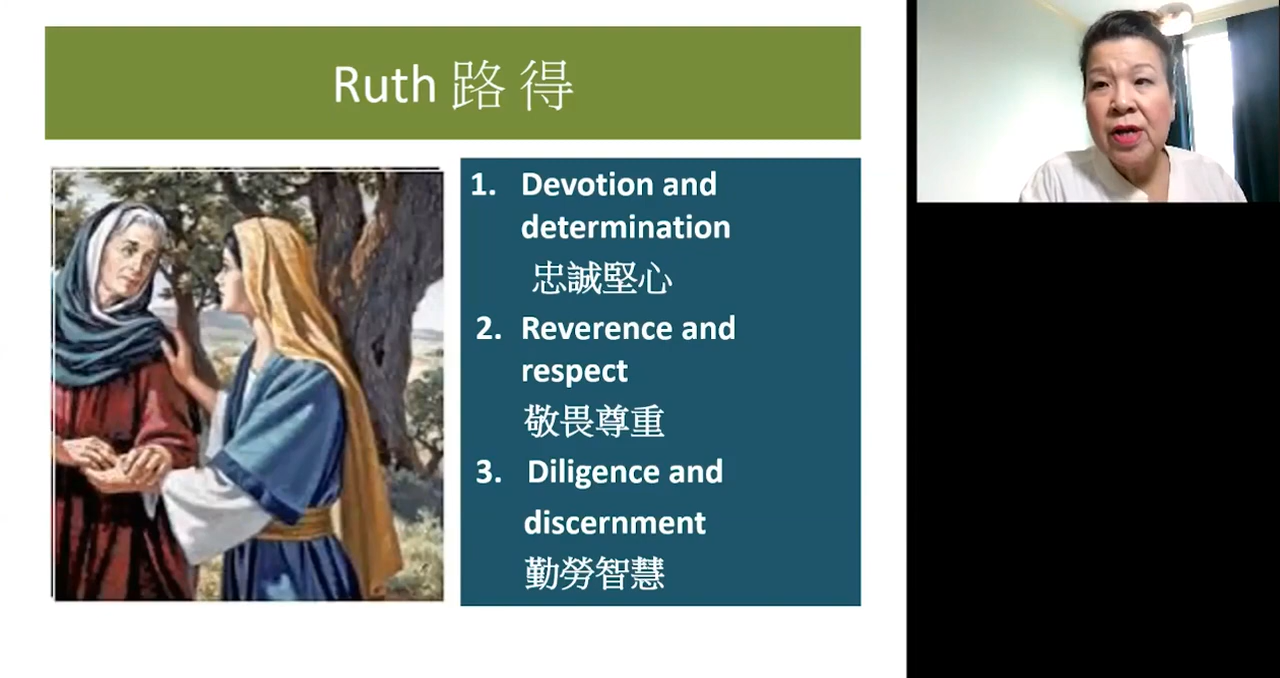 Ruth 路得
1. Devotion and
determination
忠誠堅心
2. Reverence and
respect
敬畏尊重
3. Diligence and
discernment
勤勞智慧